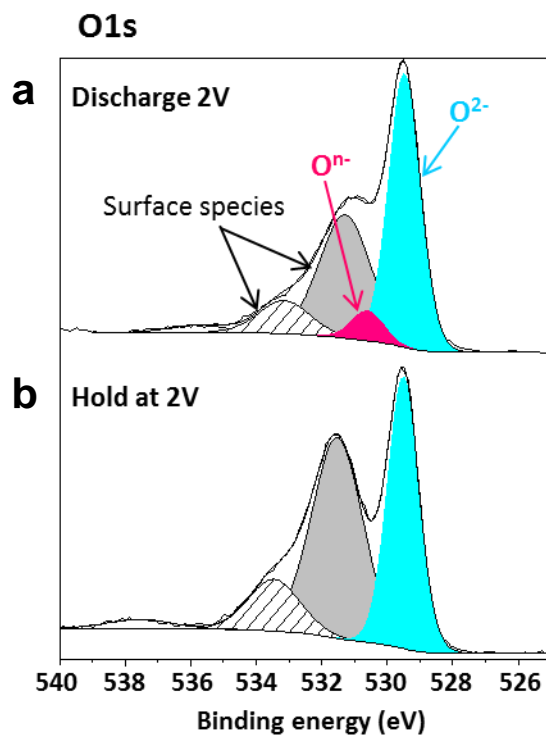 O1s
a
Discharge 2V
O²⁻
Oⁿ⁻
Surface species
b
Hold at 2V
540 538 536 534 532 530 528 526
Binding energy (eV)